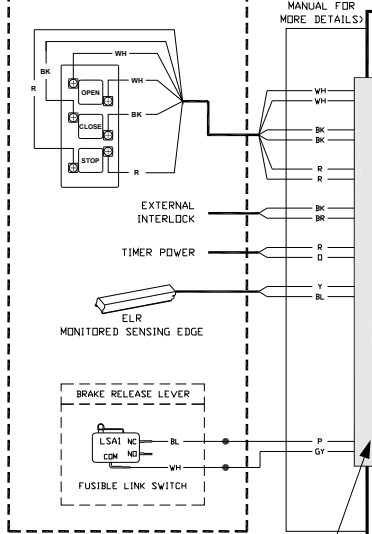 MANUAL FOR
MORE DETAILS)
WH
BK
R
OPEN
WH
CLOSE
BK
STOP
R
WH
WH
BK
BK
R
R
EXTERNAL
INTERLOCK
BK
BR
TIMER POWER
R
O
Y
BL
ELR
MONITORED SENSING EDGE
BRAKE RELEASE LEVER
LSA1 NC
BL
P
COM NO
GY
WH
FUSIBLE LINK SWITCH